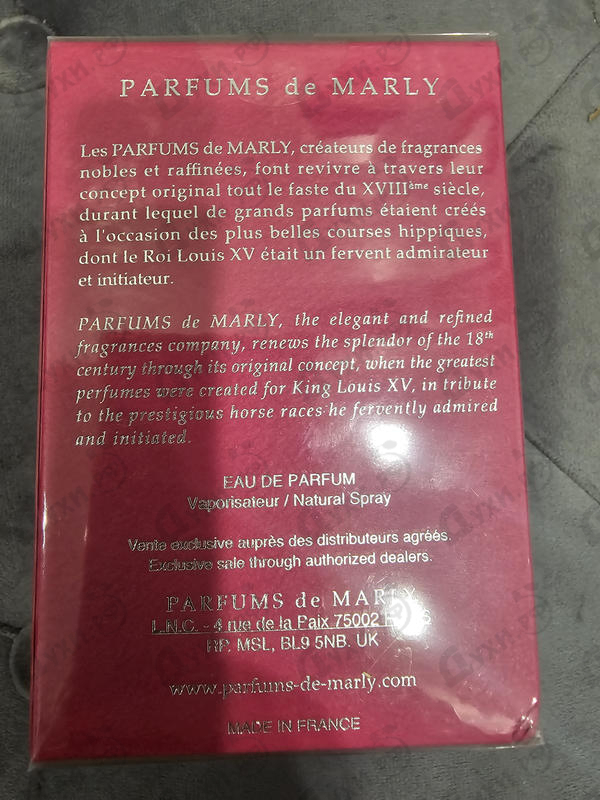 PARFUMS de MARLY
Les PARFUMS de MARLY, créateurs de fragrances
nobles et raffinées, font revivre à travers leur
concept original tout le faste du XVIIIème siècle,
durant lequel de grands parfums étaient créés
à l'occasion des plus belles courses hippiques,
dont le Roi Louis XV était un fervent admirateur
et initiateur.
PARFUMS de MARLY, the elegant and refined
fragrances company, renews the splendor of the 18th
century through its original concept, when the greatest
perfumes were created for King Louis XV, in tribute
to the prestigious horse races he fervently admired
and initiated.
EAU DE PARFUM
Vaporisateur / Natural Spray
Vente exclusive auprès des distributeurs agréés.
Exclusive sale through authorized dealers.
PARFUMS de MARLY
L.N.C. - 4 rue de la Paix 75002
RP. MSL, BL9 5NB. UK
www.parfums-de-marly.com
MADE IN FRANCE